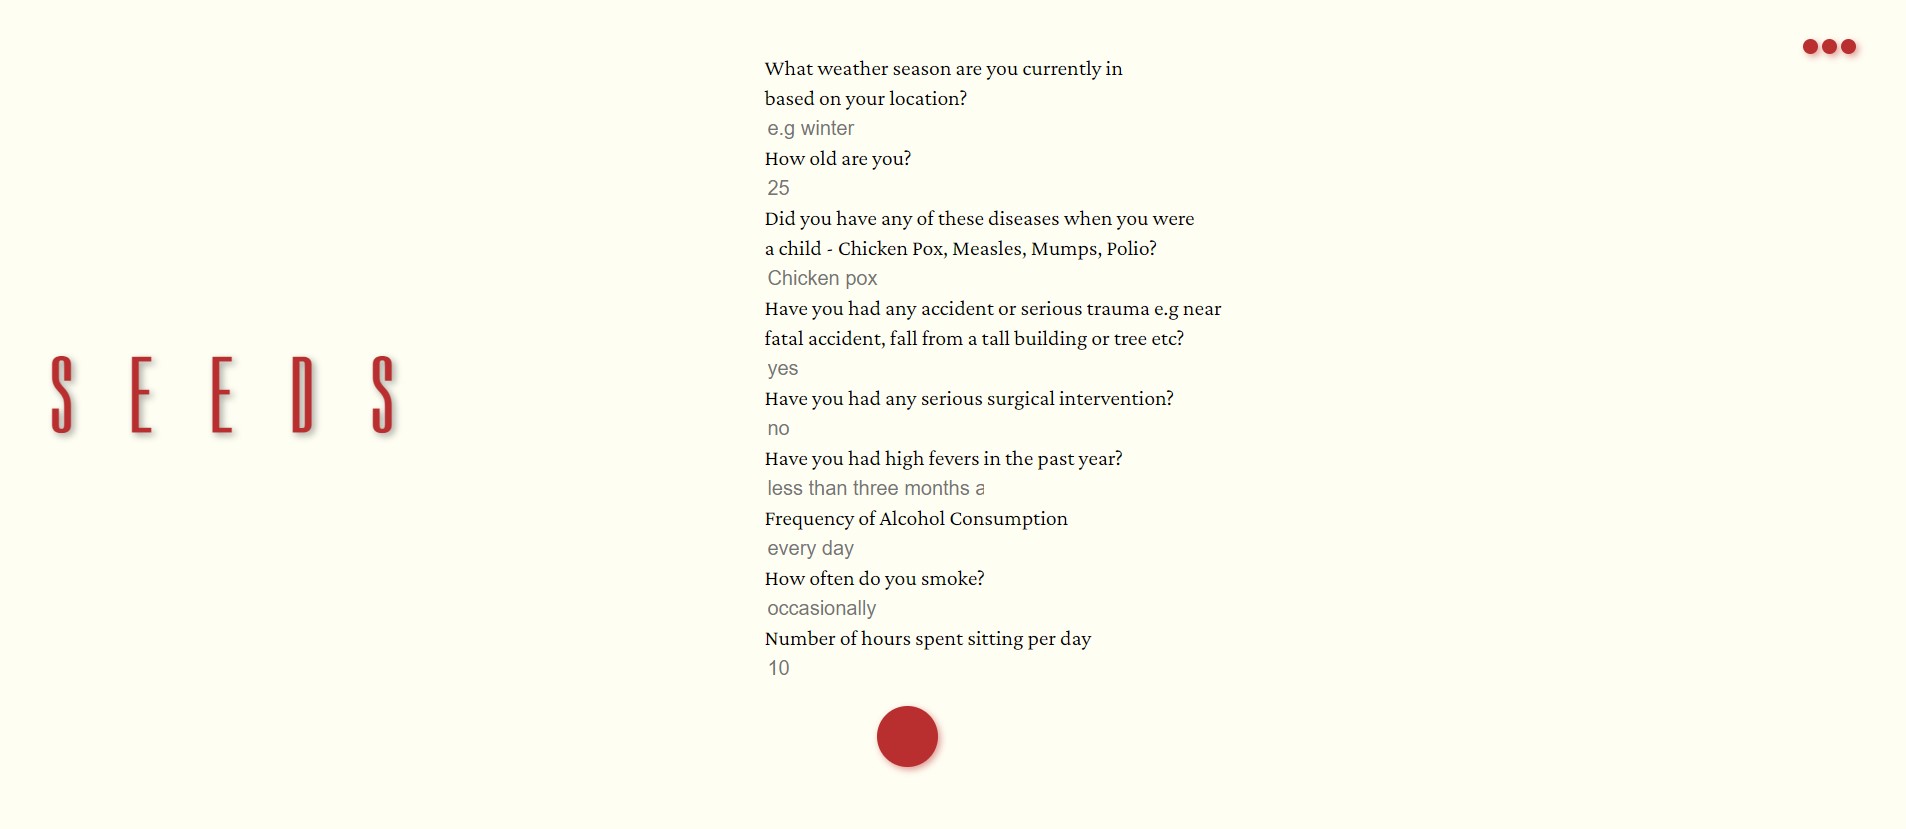 What weather season are you currently in
based on your location?
e.g winter
How old are you?
25
Did you have any of these diseases when you were
a child - Chicken Pox, Measles, Mumps, Polio?
Chicken pox
Have you had any accident or serious trauma e.g near
fatal accident, fall from a tall building or tree etc?
yes
SEEDS
Have you had any serious surgical intervention?
no
Have you had high fevers in the past year?
less than three months a
Frequency of Alcohol Consumption
every day
How often do you smoke?
occasionally
Number of hours spent sitting per day
10